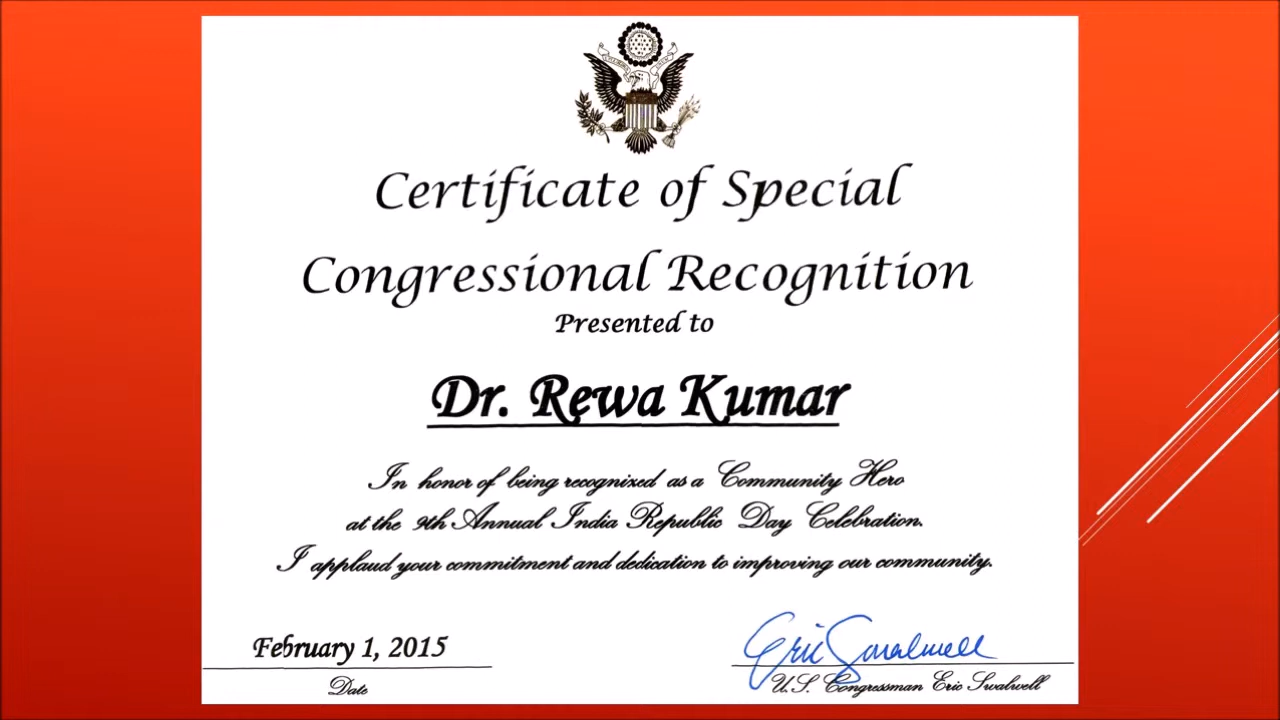 Certificate of Special
Congressional Recognition
Presented to
Dr. Rewa Kumar
In honor of being recognized as a Community Hero
at the 9th Annual India Republic Day Celebration.
I applaud your commitment and dedication to improving our community.
February 1, 2015
Eric Swalwell
Date
U.S. Congressman Eric Swalwell